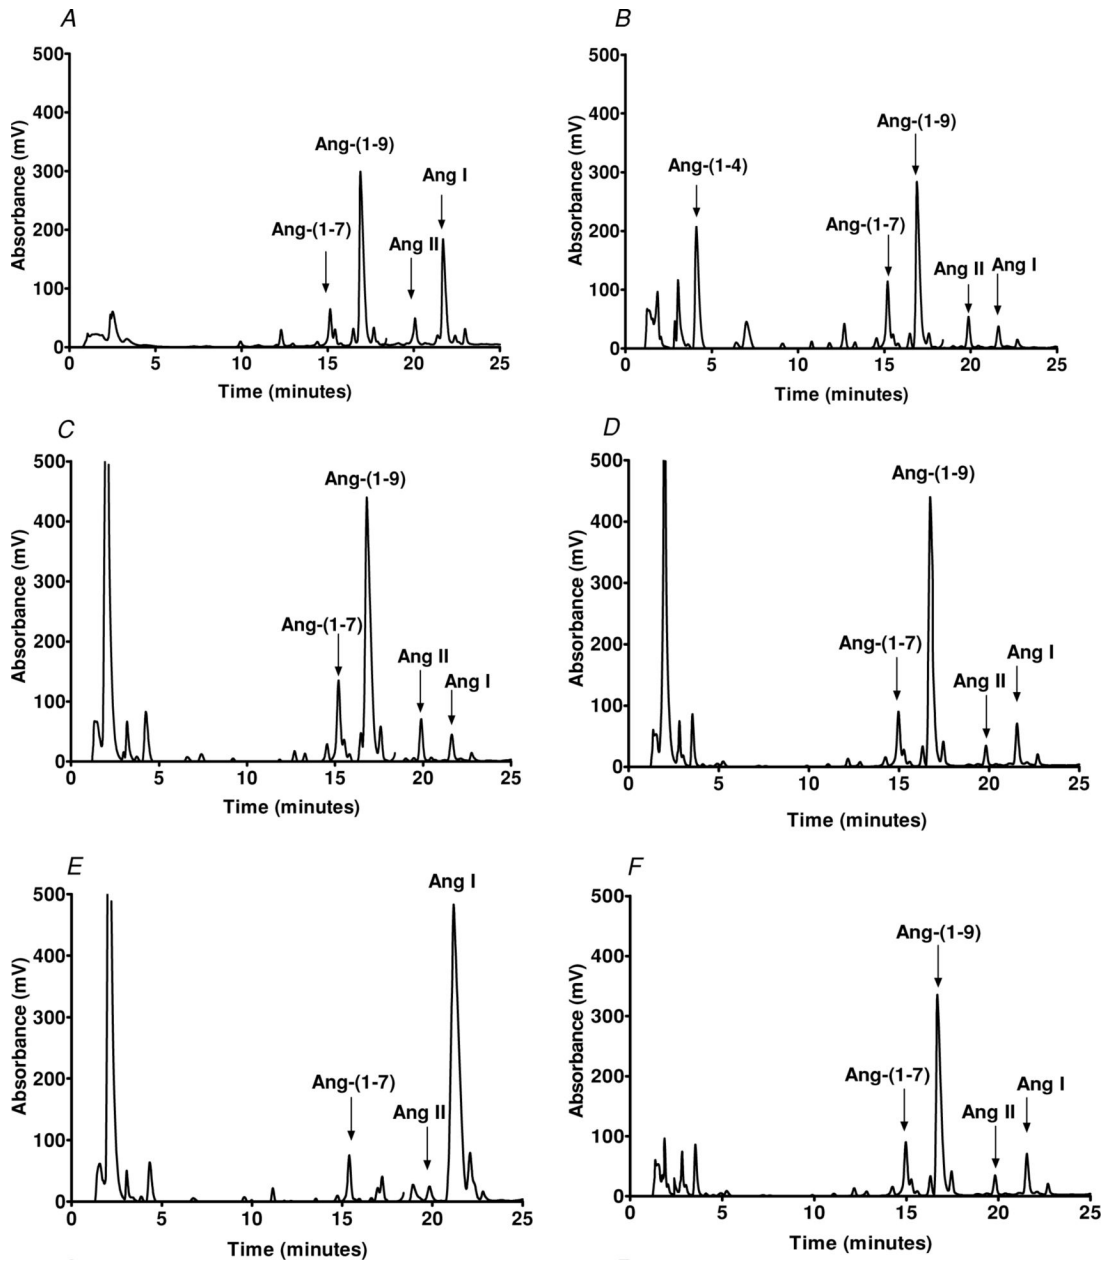 A
500
400
300
200
100
0
Absorbance (mV)
Ang-(1-9)
Ang I
Ang-(1-7)
Ang II
0 5 10 15 20 25
Time (minutes)
B
500
400
300
200
100
0
Absorbance (mV)
Ang-(1-9)
Ang-(1-4)
Ang-(1-7)
Ang II
Ang I
0 5 10 15 20 25
Time (minutes)
C
500
400
300
200
100
0
Absorbance (mV)
Ang-(1-9)
Ang-(1-7)
Ang II
Ang I
0 5 10 15 20 25
Time (minutes)
D
500
400
300
200
100
0
Absorbance (mV)
Ang-(1-9)
Ang-(1-7)
Ang I
Ang II
0 5 10 15 20 25
Time (minutes)
E
500
400
300
200
100
0
Absorbance (mV)
Ang I
Ang-(1-7)
Ang II
0 5 10 15 20 25
Time (minutes)
F
500
400
300
200
100
0
Absorbance (mV)
Ang-(1-9)
Ang-(1-7)
Ang I
Ang II
0 5 10 15 20 25
Time (minutes)